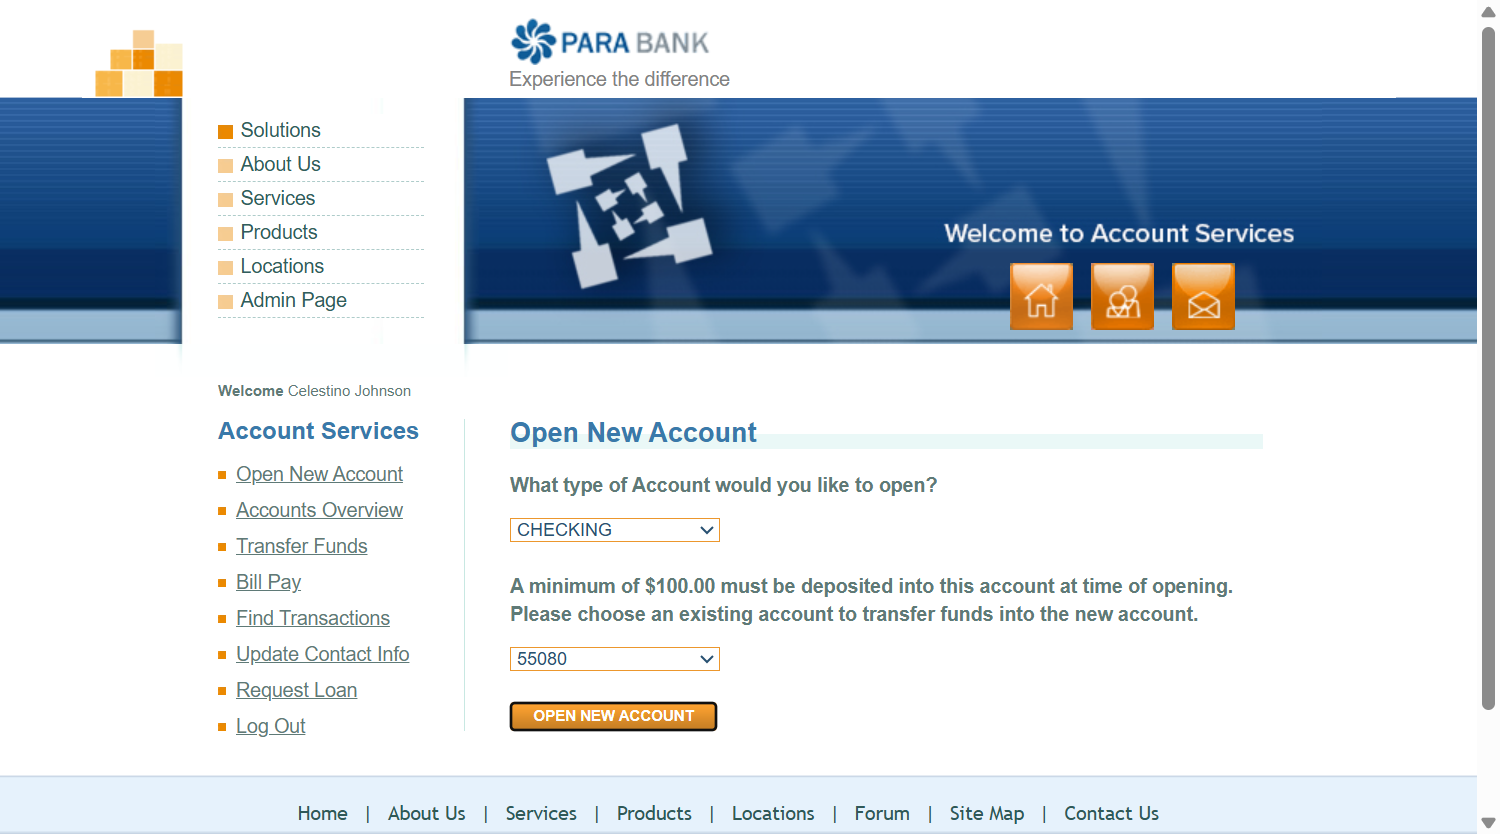 PARA BANK
Experience the difference
Solutions
About Us
Services
Products
Locations
Admin Page
Welcome to Account Services
Welcome Celestino Johnson
Account Services
Open New Account
Accounts Overview
Transfer Funds
Bill Pay
Find Transactions
Update Contact Info
Request Loan
Log Out
Open New Account
What type of Account would you like to open?
CHECKING
A minimum of $100.00 must be deposited into this account at time of opening.
Please choose an existing account to transfer funds into the new account.
55080
OPEN NEW ACCOUNT
Home | About Us | Services | Products | Locations | Forum | Site Map | Contact Us